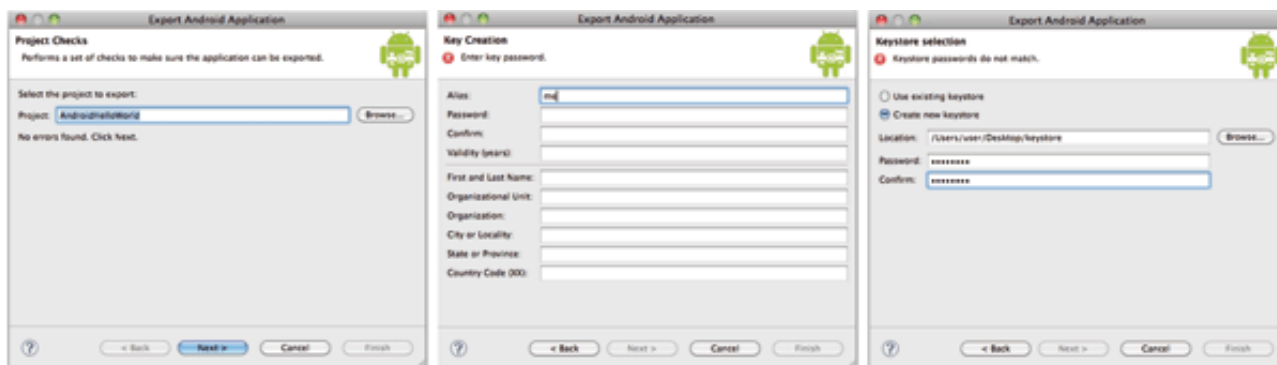 Export Android Application
Project Checks
Performs a set of checks to make sure the application can be exported.
Select the project to export:
Project: AndroidHelloWorld
Browse...
No errors found. Click Next.
< Back
Next >
Cancel
Finish
Export Android Application
Key Creation
Enter key password.
Alias: me
Password:
Confirm:
Validity (years):
First and Last Name:
Organizational Unit:
Organization:
City or Locality:
State or Province:
Country Code (XX):
< Back
Next >
Cancel
Finish
Export Android Application
Keystore selection
Keystore passwords do not match.
Use existing keystore
Create new keystore
Location: /Users/user/Desktop/keystore
Browse...
Password:
Confirm:
< Back
Next >
Cancel
Finish